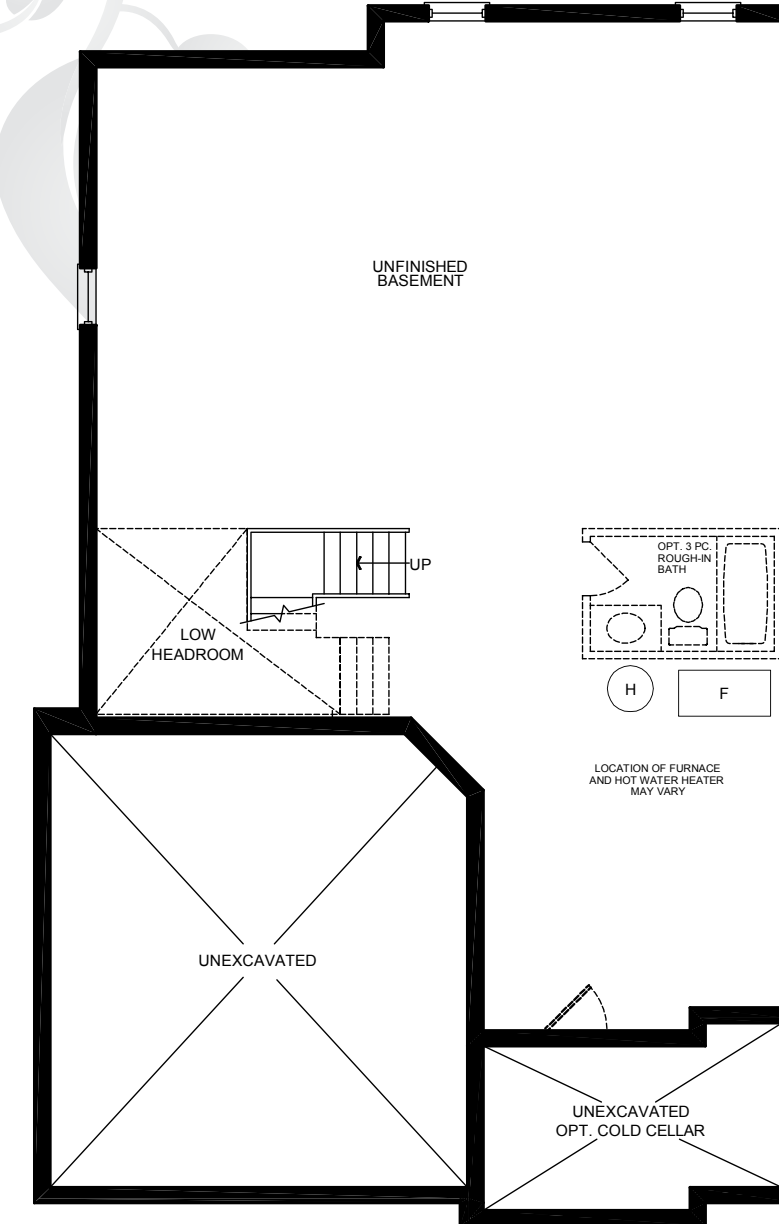 UNFINISHED
BASEMENT
UP
OPT. 3 PC.
ROUGH-IN
BATH
LOW
HEADROOM
H
F
LOCATION OF FURNACE
AND HOT WATER HEATER
MAY VARY
UNEXCAVATED
UNEXCAVATED
OPT. COLD CELLAR